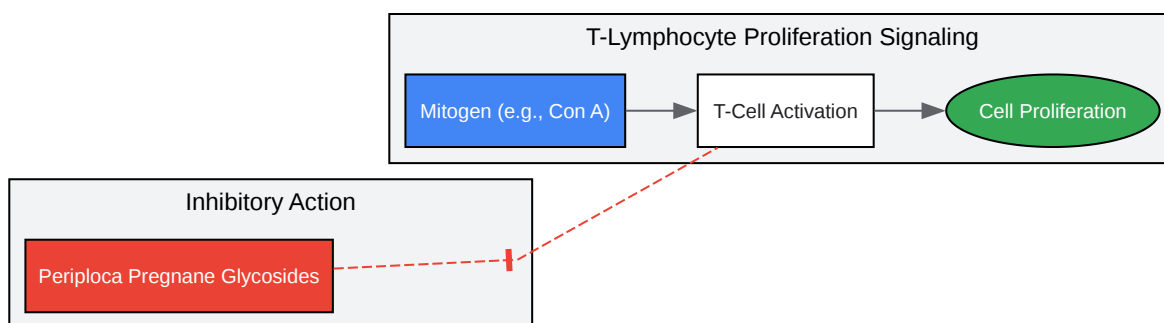 T-Lymphocyte Proliferation Signaling
Mitogen (e.g., Con A)
T-Cell Activation
Cell Proliferation
Inhibitory Action
Periploca Pregnane Glycosides